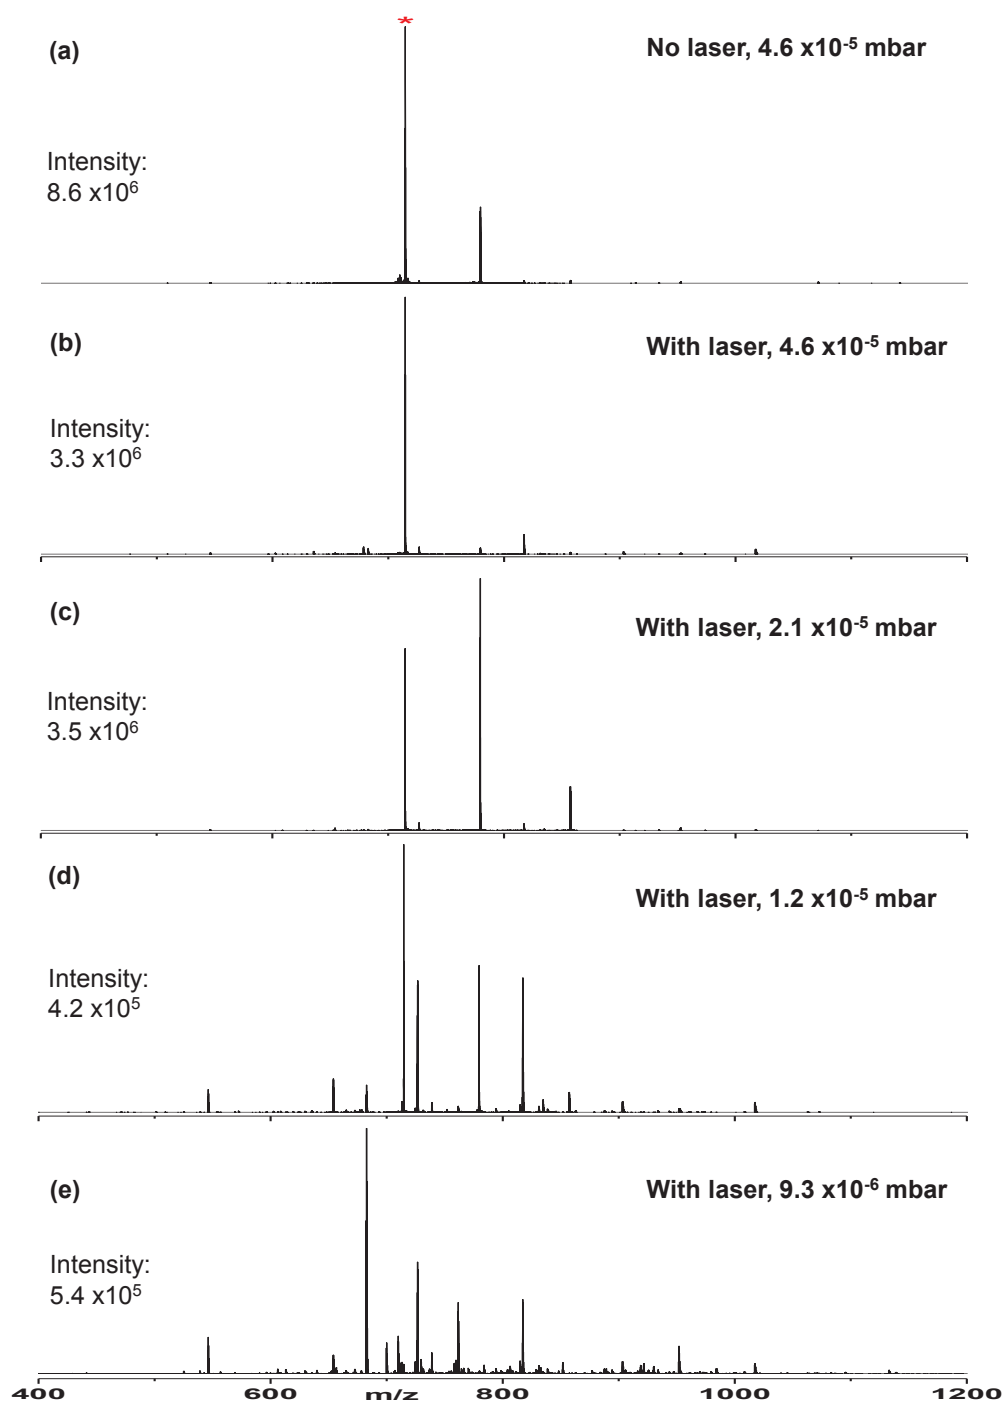 *
(a)
No laser, 4.6 x10⁻⁵ mbar
Intensity:
8.6 x10⁶
(b)
With laser, 4.6 x10⁻⁵ mbar
Intensity:
3.3 x10⁶
(c)
With laser, 2.1 x10⁻⁵ mbar
Intensity:
3.5 x10⁶
(d)
With laser, 1.2 x10⁻⁵ mbar
Intensity:
4.2 x10⁵
(e)
With laser, 9.3 x10⁻⁶ mbar
Intensity:
5.4 x10⁵
400 600 m/z 800 1000 1200